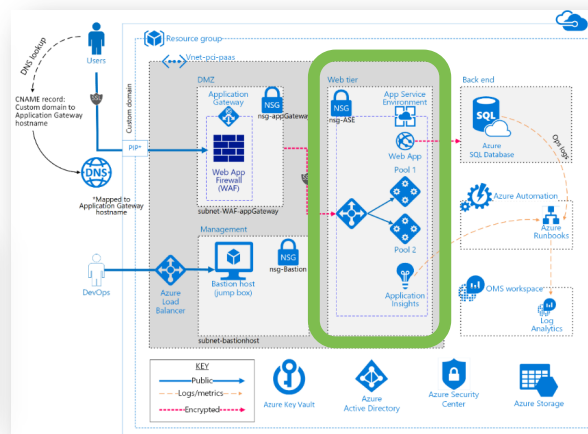 Resource group
Users
DNS lookup
CNAME record:
Custom domain to
Application Gateway
hostname
DNS
*Mapped to
Application Gateway
hostname
Custom domain
PIP*
Vnet-pci-paas
DMZ
Application
Gateway
NSG
nsg-appGateway
Web App
Firewall
(WAF)
subnet-WAF-appGateway
Web tier
NSG
nsg-ASE
App Service
Environment
Web App
Pool 1
Pool 2
Application
Insights
Back end
SQL
Azure
SQL Database
Ops logs
Azure Automation
Azure
Runbooks
OMS workspace
Log
Analytics
DevOps
Azure
Load
Balancer
Management
NSG
nsg-Bastion
Bastion host
(jump box)
subnet-bastionhost
KEY
Public
Logs/metrics
Encrypted
Azure Key Vault
Azure
Active Directory
Azure Security
Center
Azure Storage